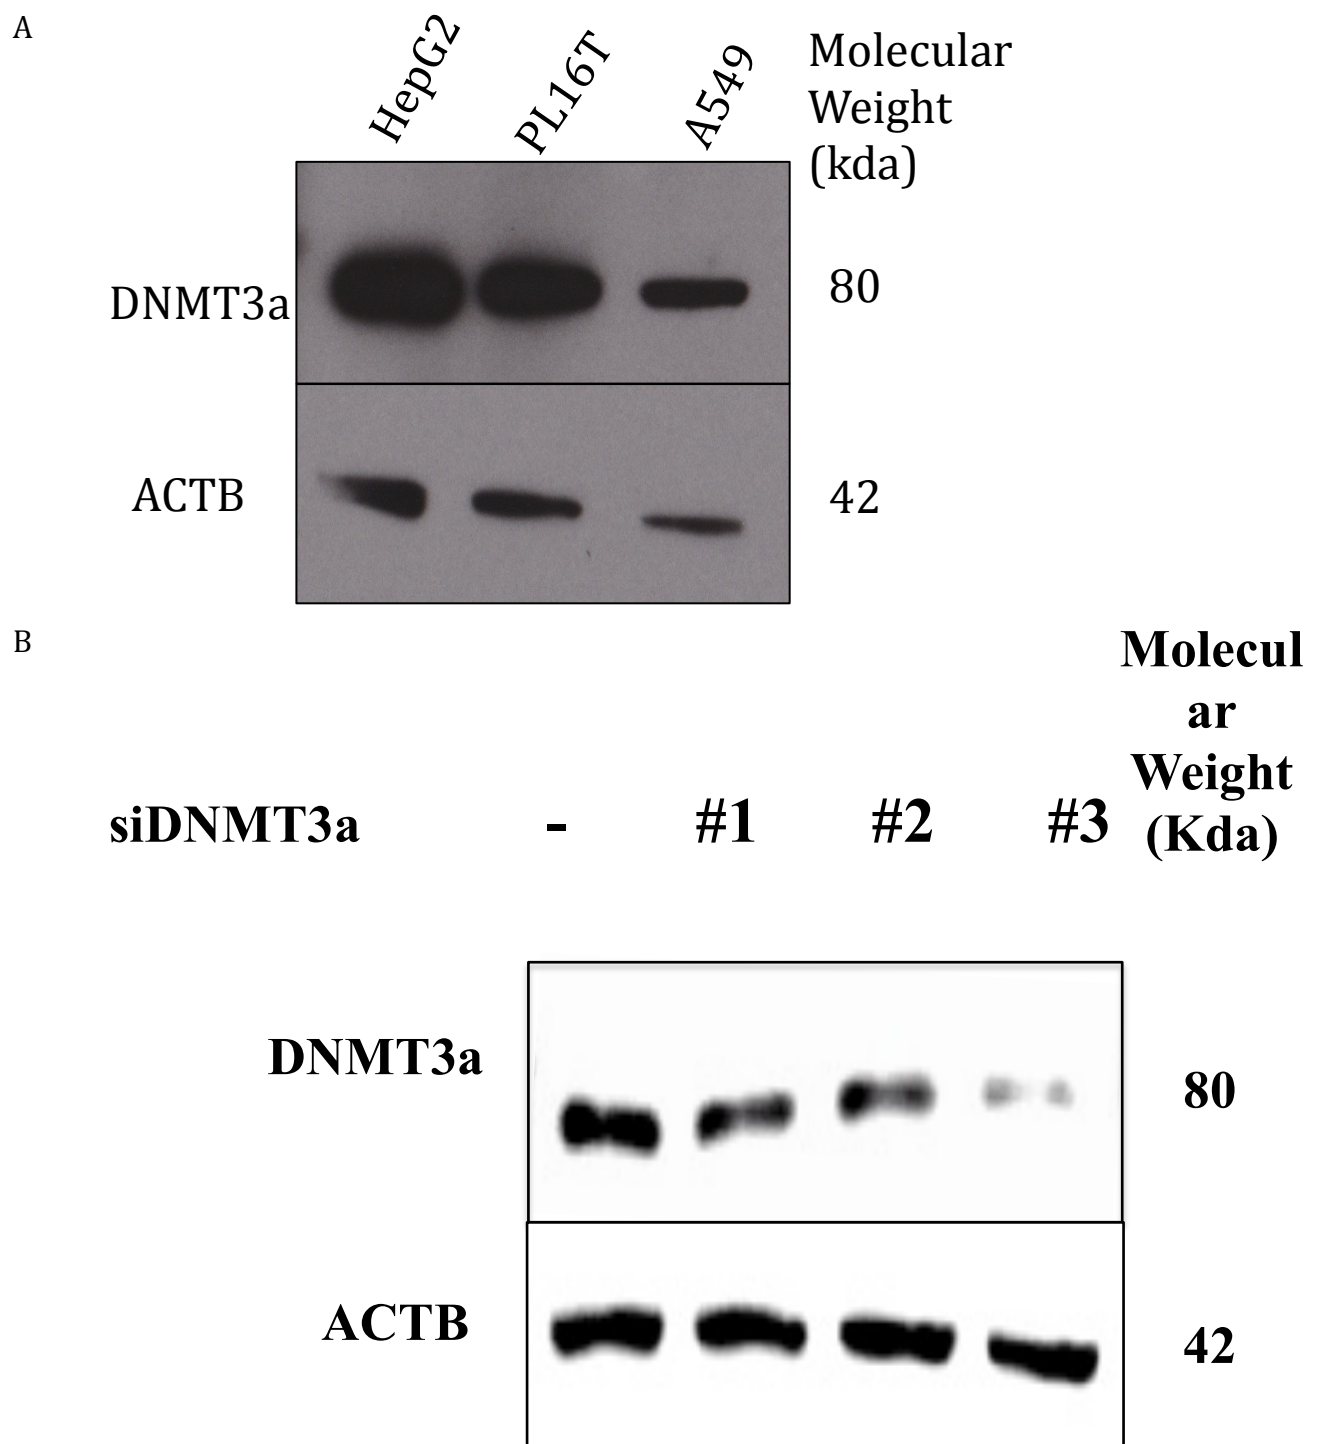 A
HepG2
PL16T
A549
Molecular
Weight
(kda)
DNMT3a
80
ACTB
42
B
Molecul
ar
Weight
(Kda)
siDNMT3a - #1 #2 #3
DNMT3a
80
ACTB
42